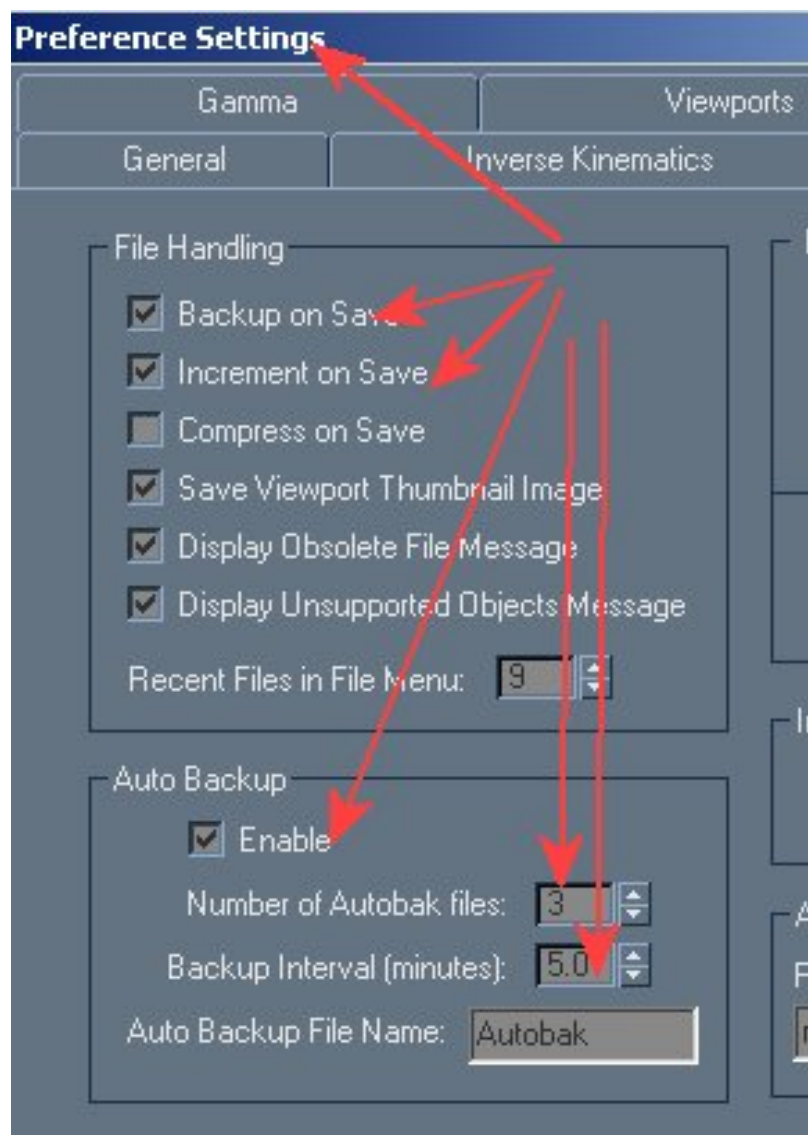 Preference Settings
Gamma Viewports
General Inverse Kinematics
File Handling
Backup on Save
Increment on Save
Compress on Save
Save Viewport Thumbnail Image
Display Obsolete File Message
Display Unsupported Objects Message
Recent Files in File Menu: 9
Auto Backup
Enable
Number of Autobak files: 3
Backup Interval (minutes): 5.0
Auto Backup File Name: Autobak